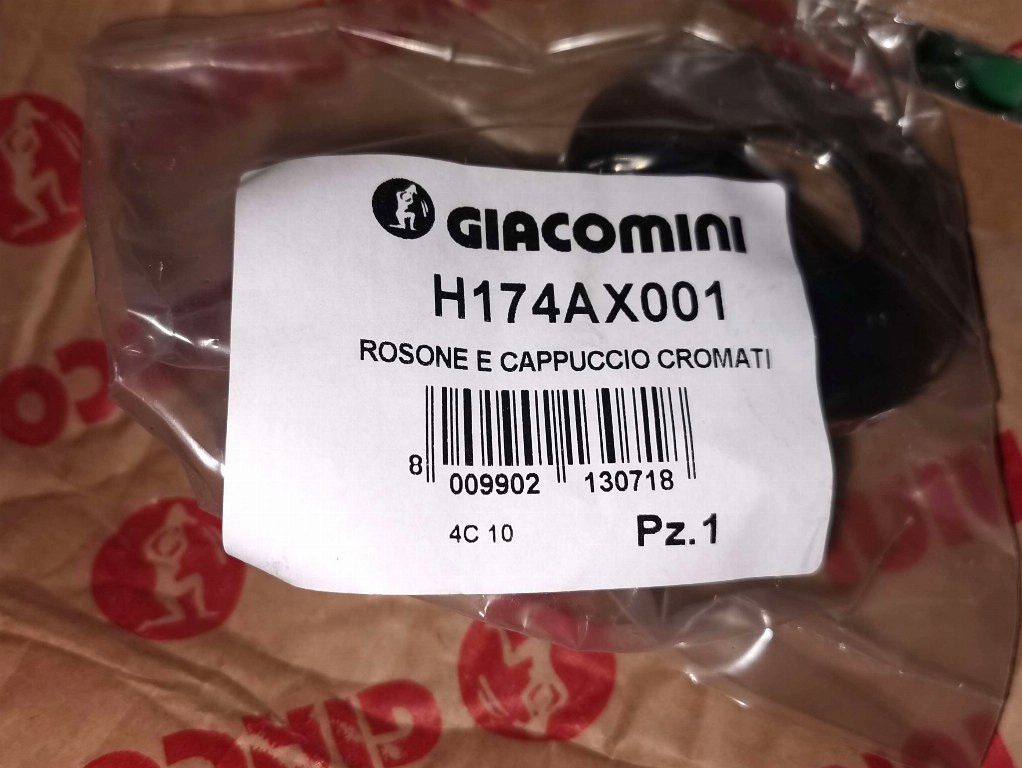 GIACOMINI
H174AX001
ROSONE E CAPPUCCIO CROMATI
8 009902 130718
4C 10 Pz.1